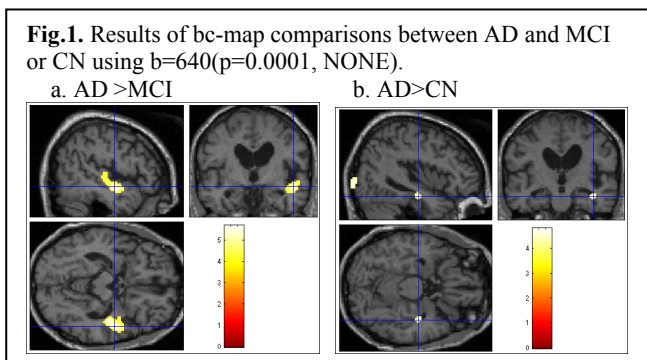 Fig.1. Results of bc-map comparisons between AD and MCI
or CN using b=640(p=0.0001, NONE).
a. AD >MCI
b. AD>CN
5
4
3
2
1
0
4
3
2
1
0